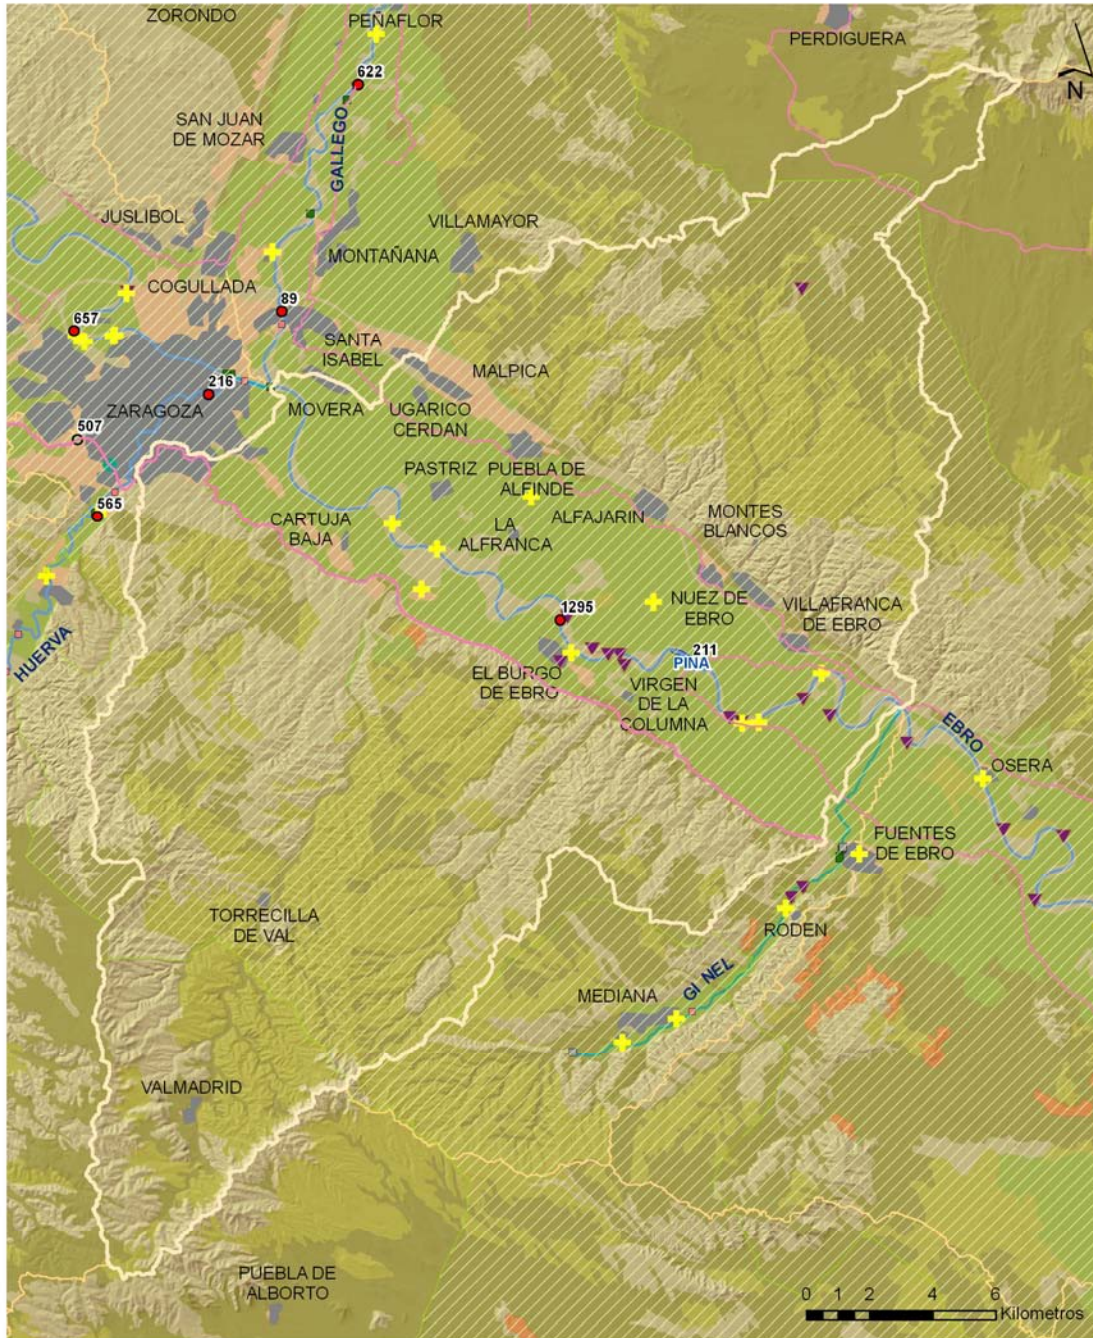 ZORONDO
PEÑAFLOR
PERDIGUERA
622
N
SAN JUAN
DE MOZAR
GALLEGO
JUSLIBOL
VILLAMAYOR
MONTAÑANA
COGULLADA
89
657
SANTA
ISABEL
MALPICA
216
ZARAGOZA
MOVERA
UGARICO
CERDAN
507
PASTRIZ
PUEBLA DE
ALFINDE
565
CARTUJA
BAJA
LA
ALFRANCA
ALFAJARIN
MONTES
BLANCOS
1295
NUEZ DE
EBRO
VILLAFRANCA
DE EBRO
HUERVA
211
PINA
EL BURGO
DE EBRO
VIRGEN
DE LA
COLUMNA
EBRO
OSERA
FUENTES
DE EBRO
TORRECILLA
DE VAL
RODEN
GI NEL
MEDIANA
VALMADRID
PUEBLA DE
ALBORTO
0 1 2 4 6
Kilometros